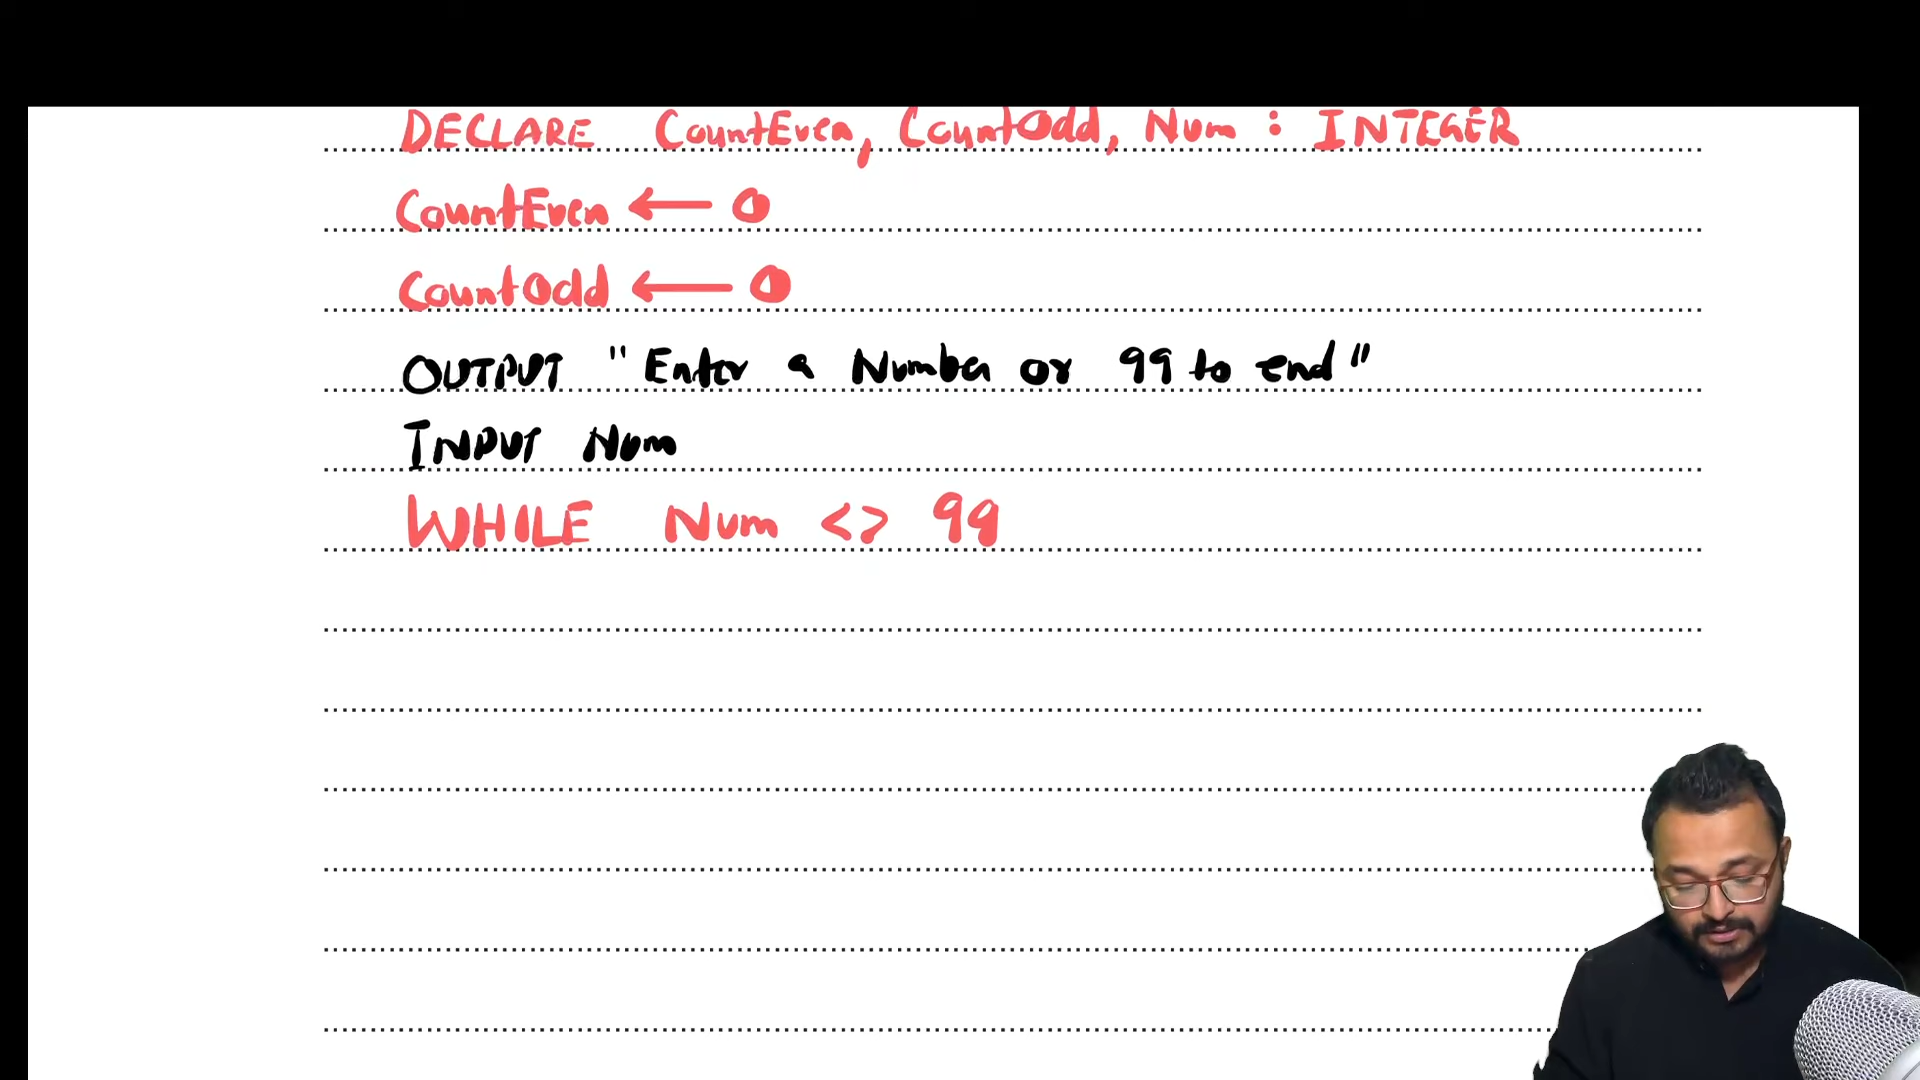 DECLARE CountEven, CountOdd, Num : INTEGER
CountEven ← 0
CountOdd ← 0
OUTPUT "Enter a Number or 99 to end"
INPUT Num
WHILE Num <> 99